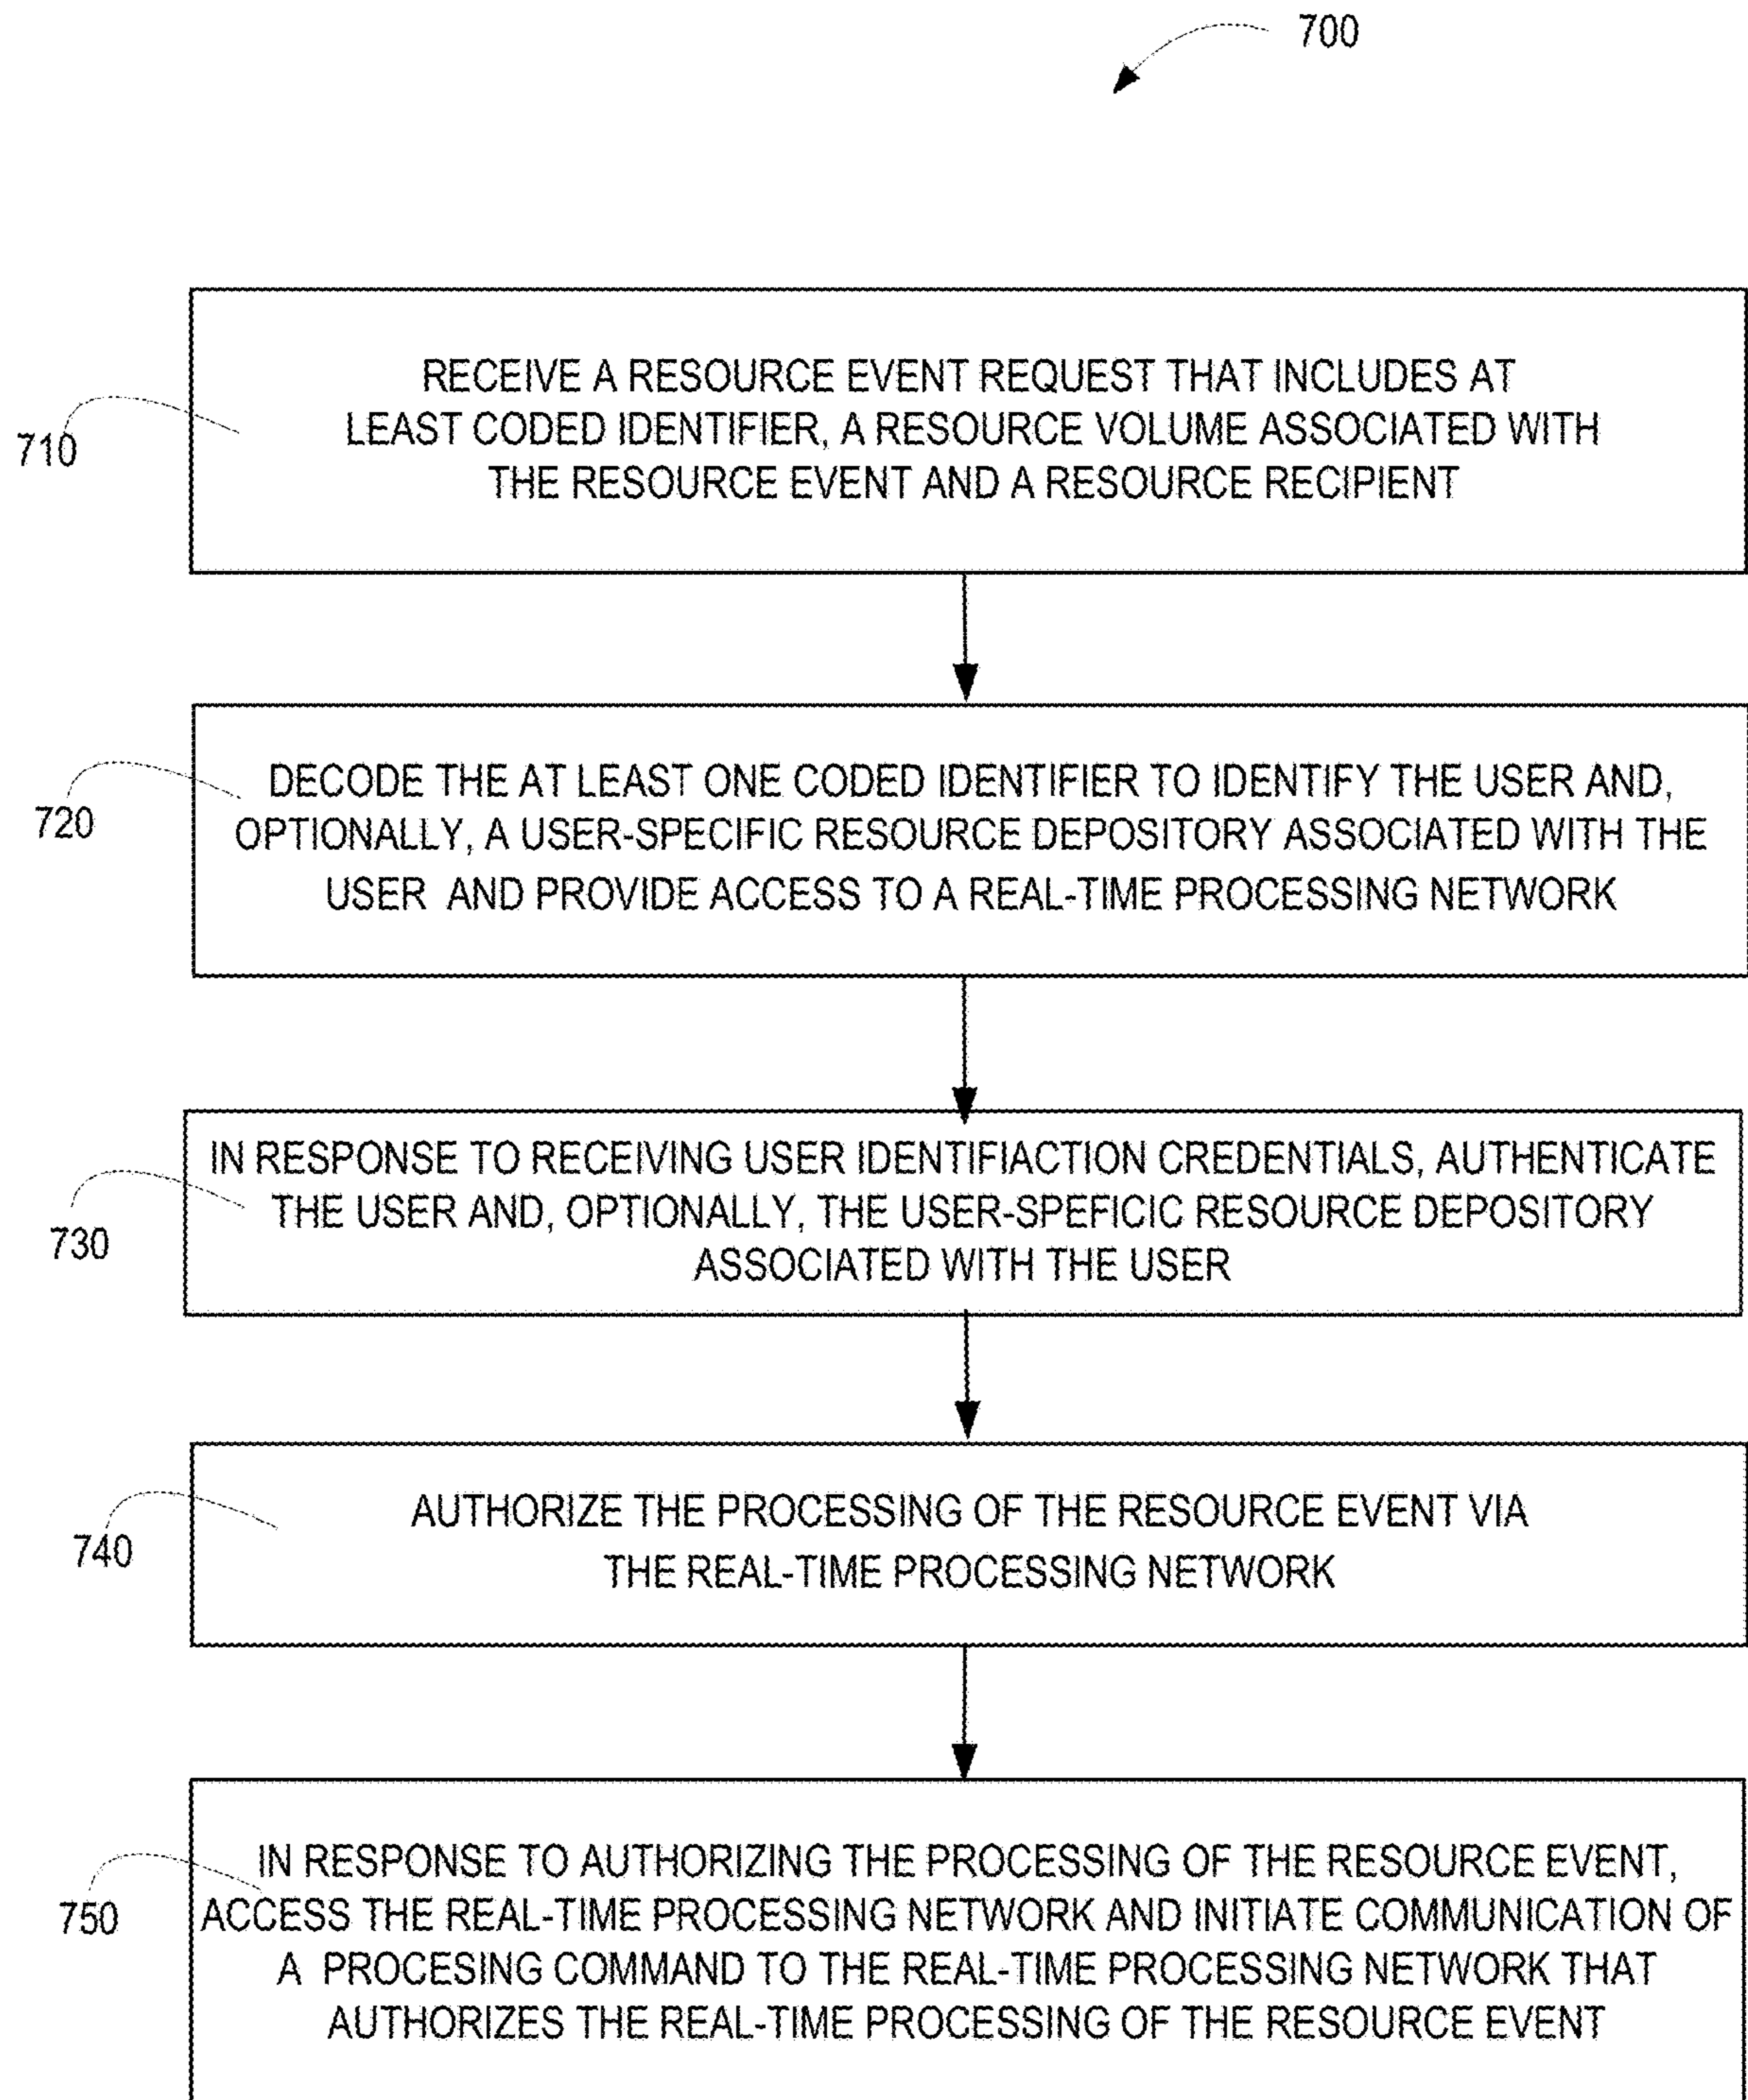 700
710
RECEIVE A RESOURCE EVENT REQUEST THAT INCLUDES AT
LEAST CODED IDENTIFIER, A RESOURCE VOLUME ASSOCIATED WITH
THE RESOURCE EVENT AND A RESOURCE RECIPIENT
720
DECODE THE AT LEAST ONE CODED IDENTIFIER TO IDENTIFY THE USER AND,
OPTIONALLY, A USER-SPECIFIC RESOURCE DEPOSITORY ASSOCIATED WITH THE
USER AND PROVIDE ACCESS TO A REAL-TIME PROCESSING NETWORK
730
IN RESPONSE TO RECEIVING USER IDENTIFIACTION CREDENTIALS, AUTHENTICATE
THE USER AND, OPTIONALLY, THE USER-SPEFICIC RESOURCE DEPOSITORY
ASSOCIATED WITH THE USER
740
AUTHORIZE THE PROCESSING OF THE RESOURCE EVENT VIA
THE REAL-TIME PROCESSING NETWORK
750
IN RESPONSE TO AUTHORIZING THE PROCESSING OF THE RESOURCE EVENT,
ACCESS THE REAL-TIME PROCESSING NETWORK AND INITIATE COMMUNICATION OF
A PROCESING COMMAND TO THE REAL-TIME PROCESSING NETWORK THAT
AUTHORIZES THE REAL-TIME PROCESSING OF THE RESOURCE EVENT